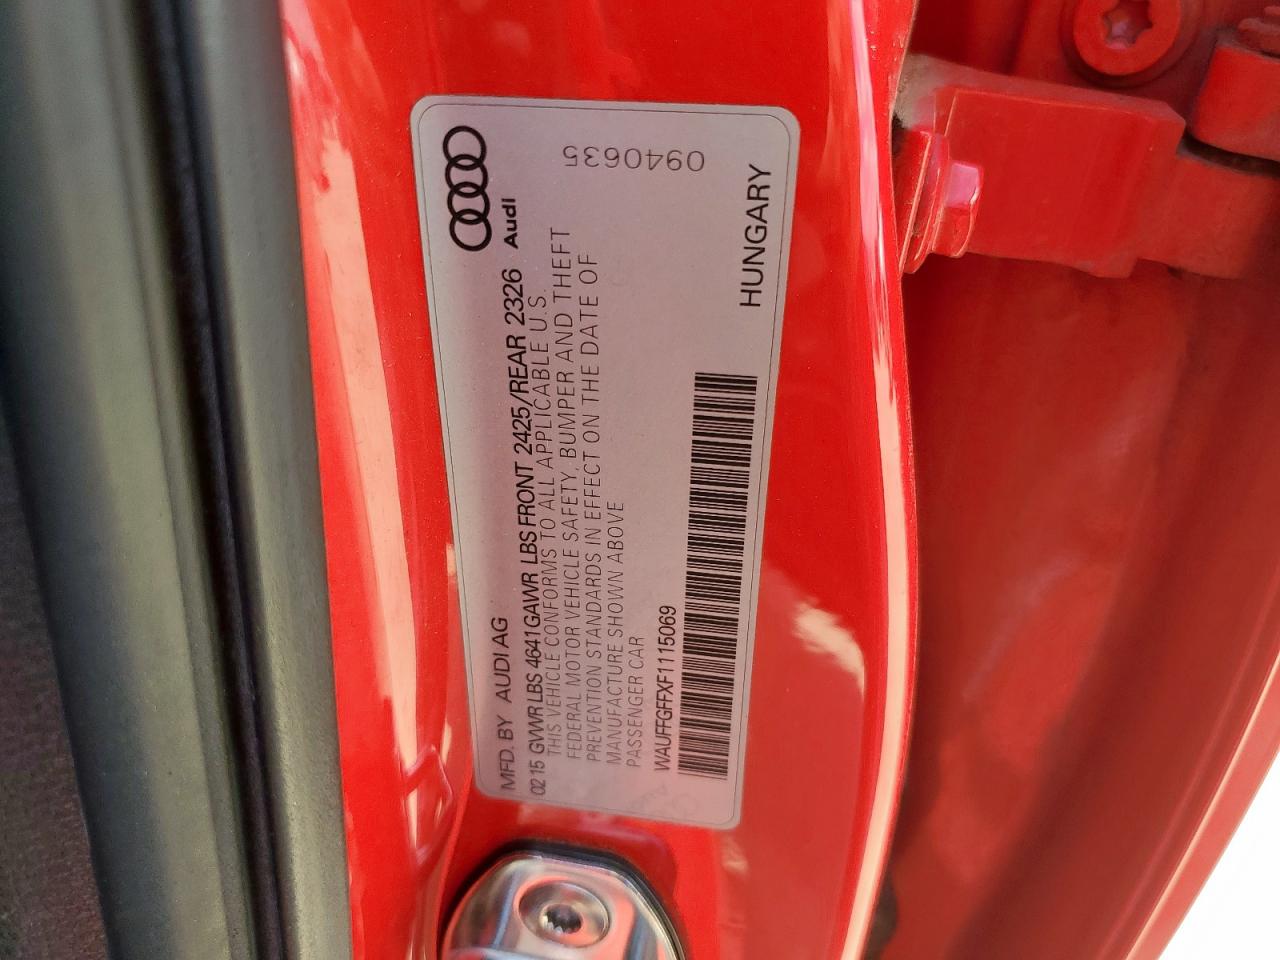 MFD. BY AUDI AG
Audi
02 15 GVWR LBS 4641 GAWR LBS FRONT 2425/REAR 2326
THIS VEHICLE CONFORMS TO ALL APPLICABLE U.S.
FEDERAL MOTOR VEHICLE SAFETY, BUMPER AND THEFT
PREVENTION STANDARDS IN EFFECT ON THE DATE OF
MANUFACTURE SHOWN ABOVE
PASSENGER CAR
WAUFFGFFXF1115069
HUNGARY
0940635